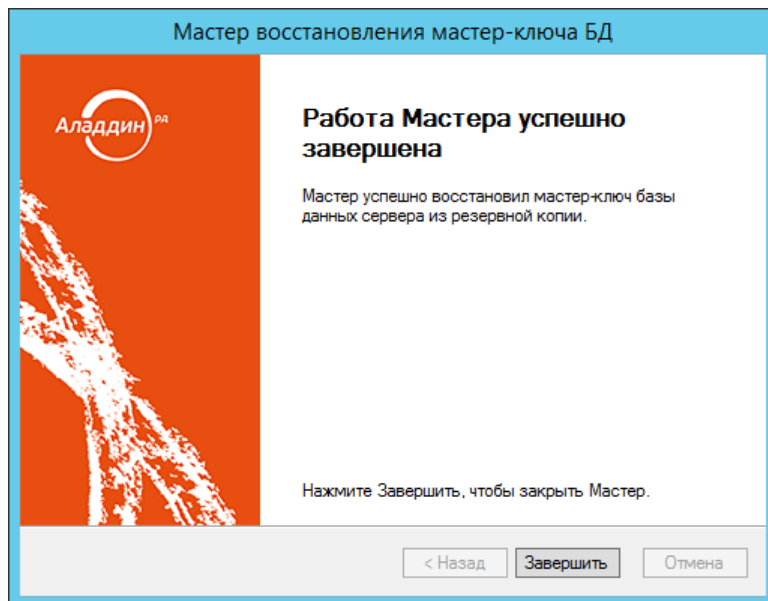 Мастер восстановления мастер-ключа БД
Аладдин РД
Работа Мастера успешно
завершена
Мастер успешно восстановил мастер-ключ базы
данных сервера из резервной копии.
Нажмите Завершить, чтобы закрыть Мастер.
< Назад Завершить Отмена